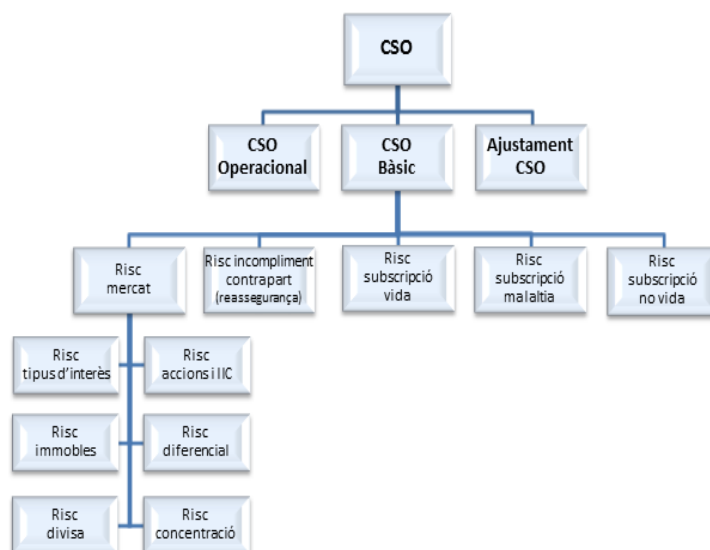 CSO
CSO
Operacional
CSO
Bàsic
Ajustament
CSO
Risc
mercat
Risc incompliment
contrapart
(reassegurança)
Risc
subscripció
vida
Risc
subscripció
malaltia
Risc
subscripció
no vida
Risc
tipus d'interès
Risc
accions i IIC
Risc
immobles
Risc
diferencial
Risc
divisa
Risc
concentració